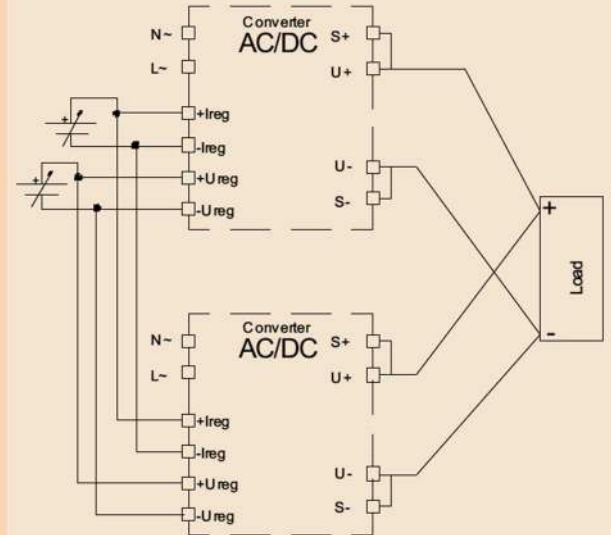 Converter
AC/DC
N~
L~
+Ireg
-Ireg
+Ureg
-Ureg
S+
U+
U-
S-
+
+
+
-
Load
Converter
AC/DC
N~
L~
+Ireg
-Ireg
+Ureg
-Ureg
S+
U+
U-
S-